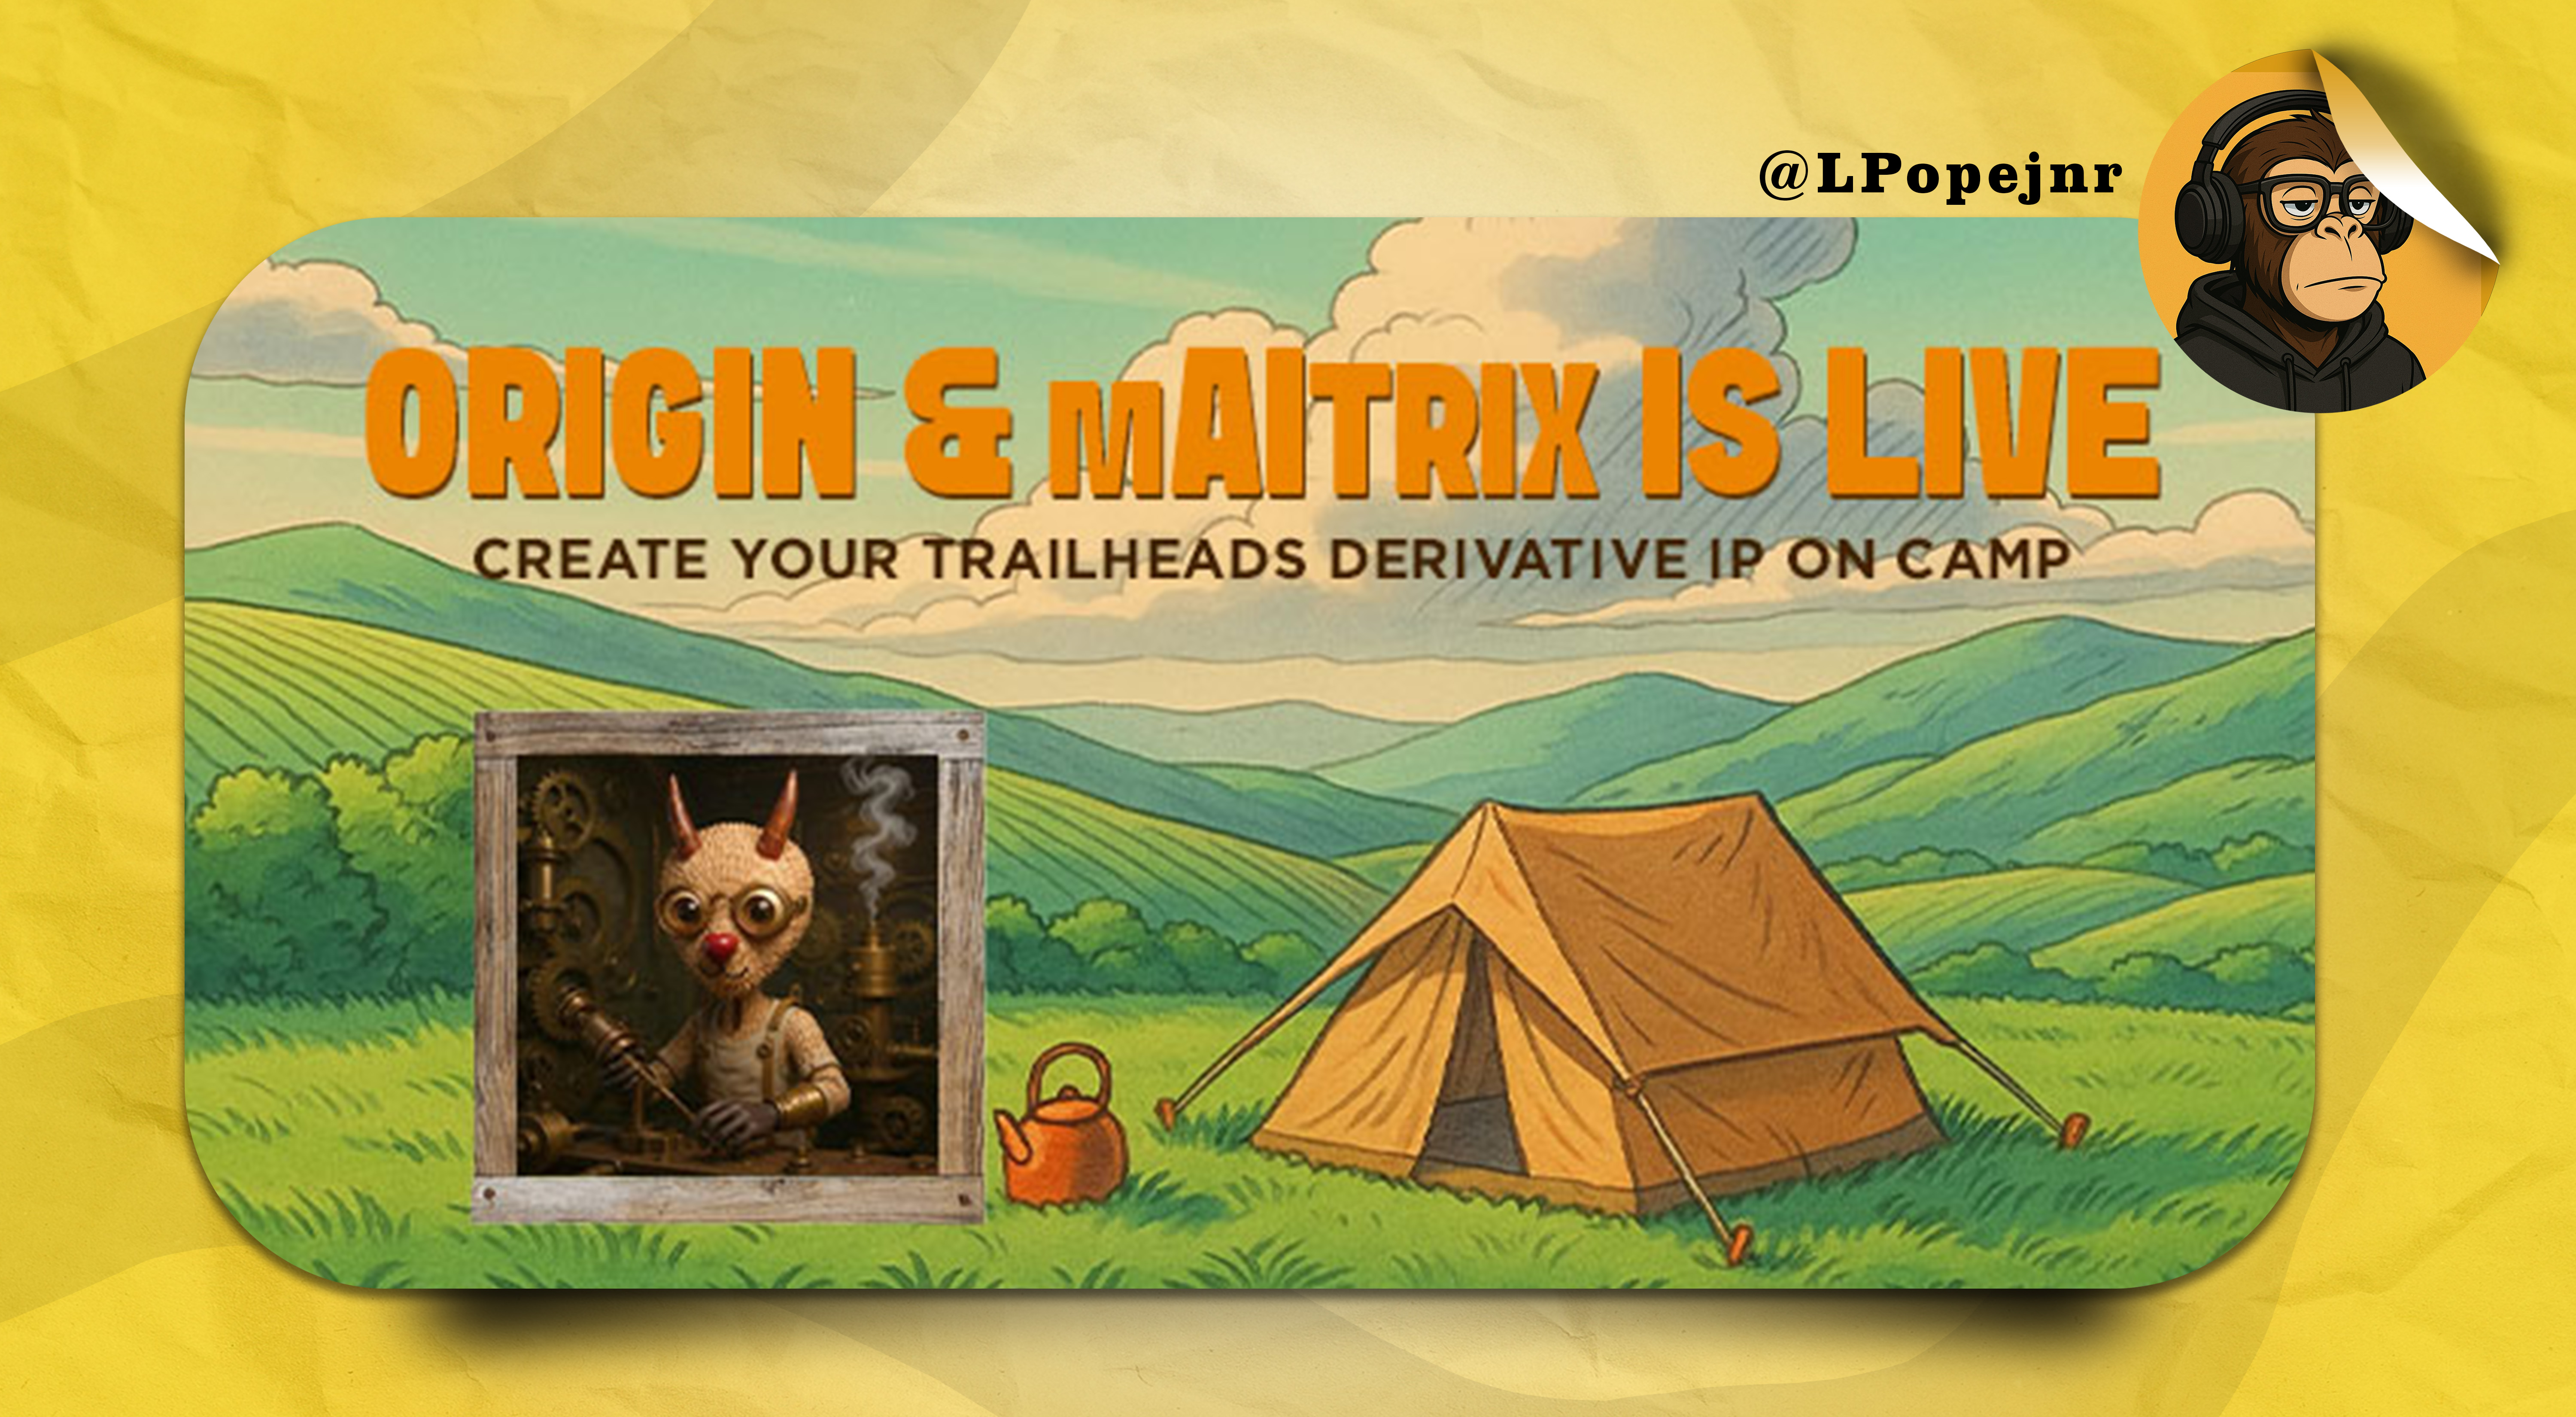 @LPopejnr
ORIGIN & mAITRIX IS LIVE
CREATE YOUR TRAILHEADS DERIVATIVE IP ON CAMP